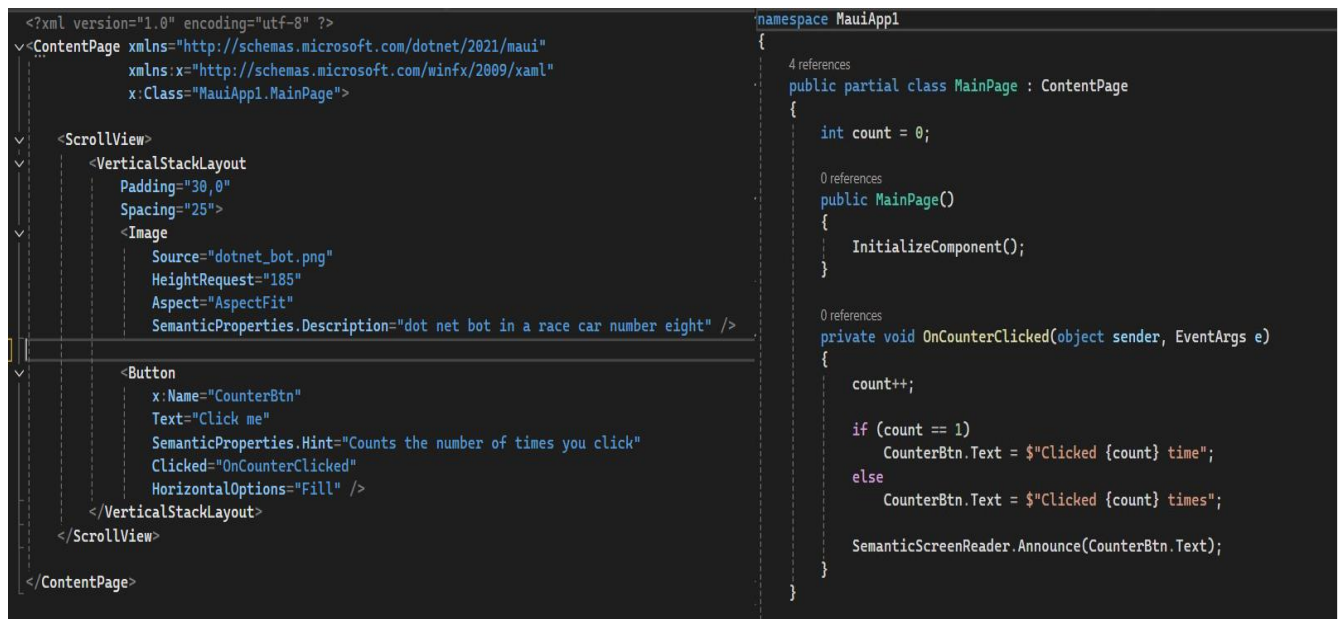 <?xml version="1.0" encoding="utf-8" ?>
<ContentPage xmlns="http://schemas.microsoft.com/dotnet/2021/maui"
xmlns:x="http://schemas.microsoft.com/winfx/2009/xaml"
x:Class="MauiApp1.MainPage">
<ScrollView>
<VerticalStackLayout
Padding="30,0"
Spacing="25">
<Image
Source="dotnet_bot.png"
HeightRequest="185"
Aspect="AspectFit"
SemanticProperties.Description="dot net bot in a race car number eight" />
<Button
x:Name="CounterBtn"
Text="Click me"
SemanticProperties.Hint="Counts the number of times you click"
Clicked="OnCounterClicked"
HorizontalOptions="Fill" />
</VerticalStackLayout>
</ScrollView>
</ContentPage>
namespace MauiApp1
{
4 references
public partial class MainPage : ContentPage
{
int count = 0;
0 references
public MainPage()
{
InitializeComponent();
}
0 references
private void OnCounterClicked(object sender, EventArgs e)
{
count++;
if (count == 1)
CounterBtn.Text = $"Clicked {count} time";
else
CounterBtn.Text = $"Clicked {count} times";
SemanticScreenReader.Announce(CounterBtn.Text);
}
}